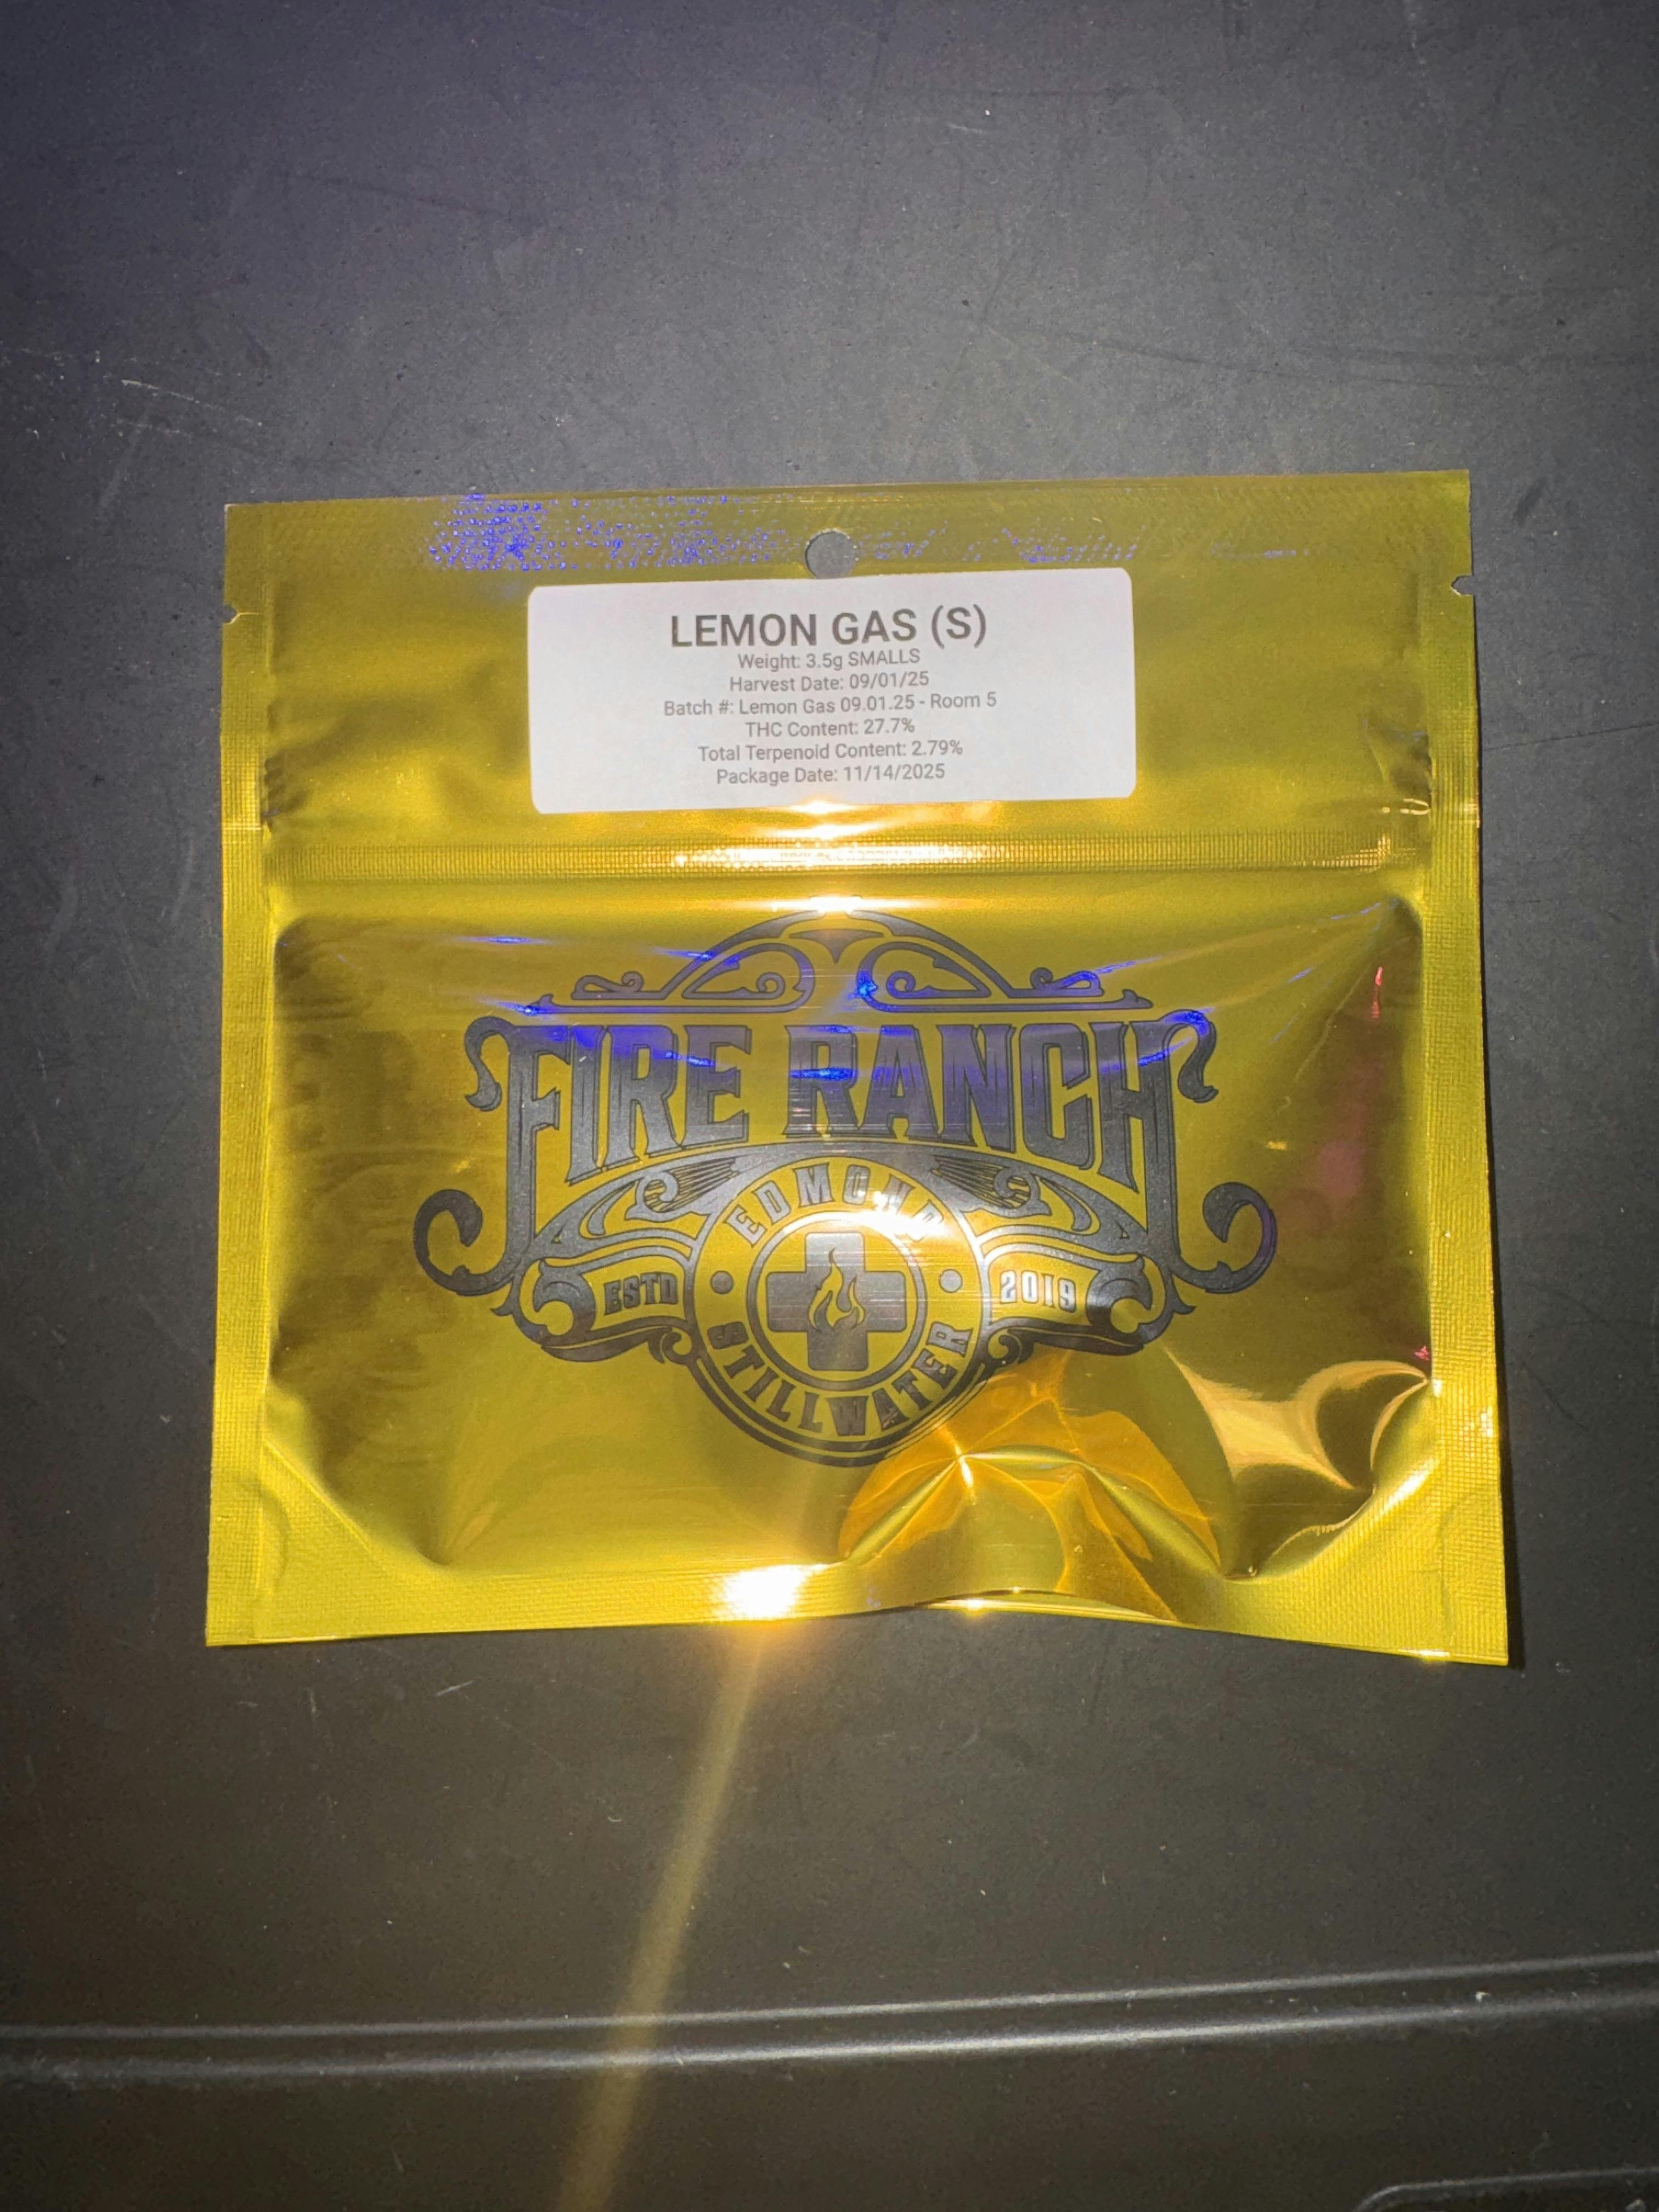 LEMON GAS (S)
Weight: 3.5g SMALLS
Harvest Date: 09/01/25
Batch #: Lemon Gas 09.01.25 - Room 5
THC Content: 27.7%
Total Terpenoid Content: 2.79%
Package Date: 11/14/2025
FIRE RANCH
EDMOND
ESTD 2019
STILLWATER